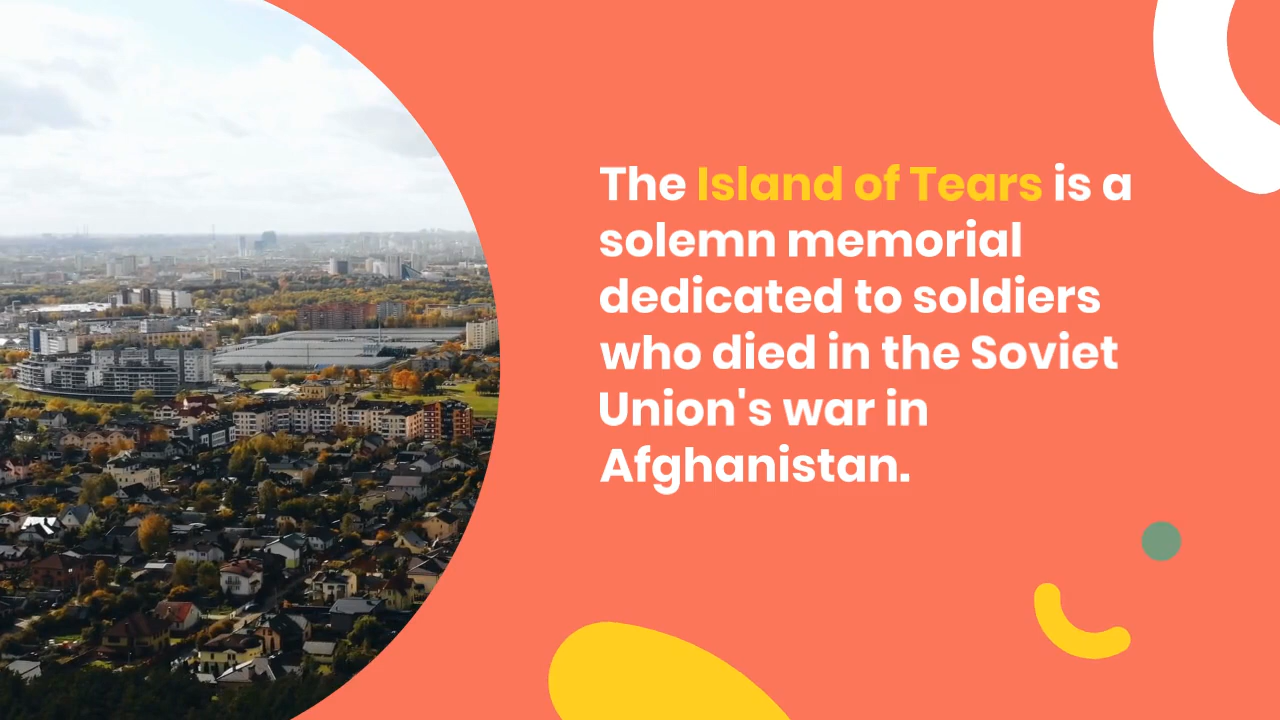 The Island of Tears is a
solemn memorial
dedicated to soldiers
who died in the Soviet
Union's war in
Afghanistan.